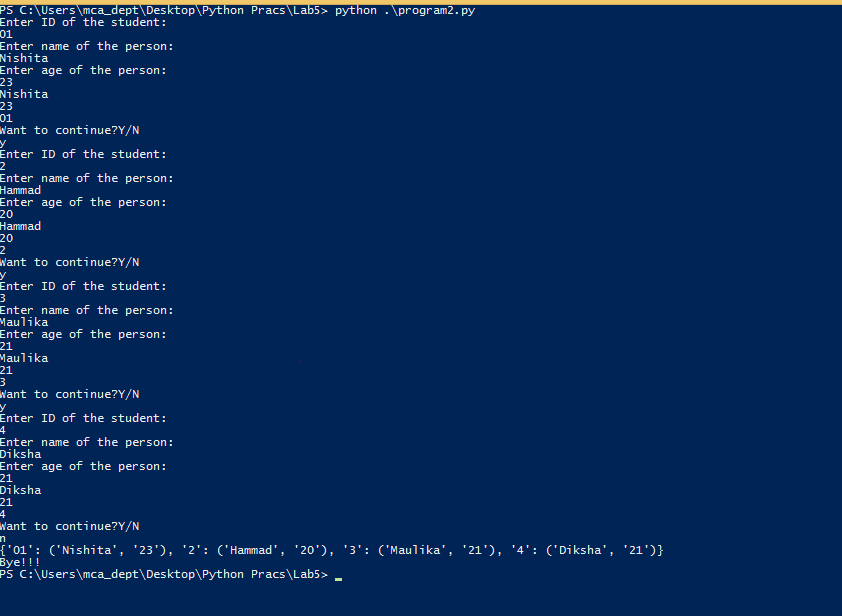 PS C:\Users\mca_dept\Desktop\Python Pracs\Lab5> python .\program2.py
Enter ID of the student:
01
Enter name of the person:
Nishita
Enter age of the person:
23
Nishita
23
01
Want to continue?Y/N
y
Enter ID of the student:
2
Enter name of the person:
Hammad
Enter age of the person:
20
Hammad
20
2
Want to continue?Y/N
y
Enter ID of the student:
3
Enter name of the person:
Maulika
Enter age of the person:
21
Maulika
21
3
Want to continue?Y/N
y
Enter ID of the student:
4
Enter name of the person:
Diksha
Enter age of the person:
21
Diksha
21
4
Want to continue?Y/N
n
{'01': ('Nishita', '23'), '2': ('Hammad', '20'), '3': ('Maulika', '21'), '4': ('Diksha', '21')}
Bye!!!
PS C:\Users\mca_dept\Desktop\Python Pracs\Lab5>